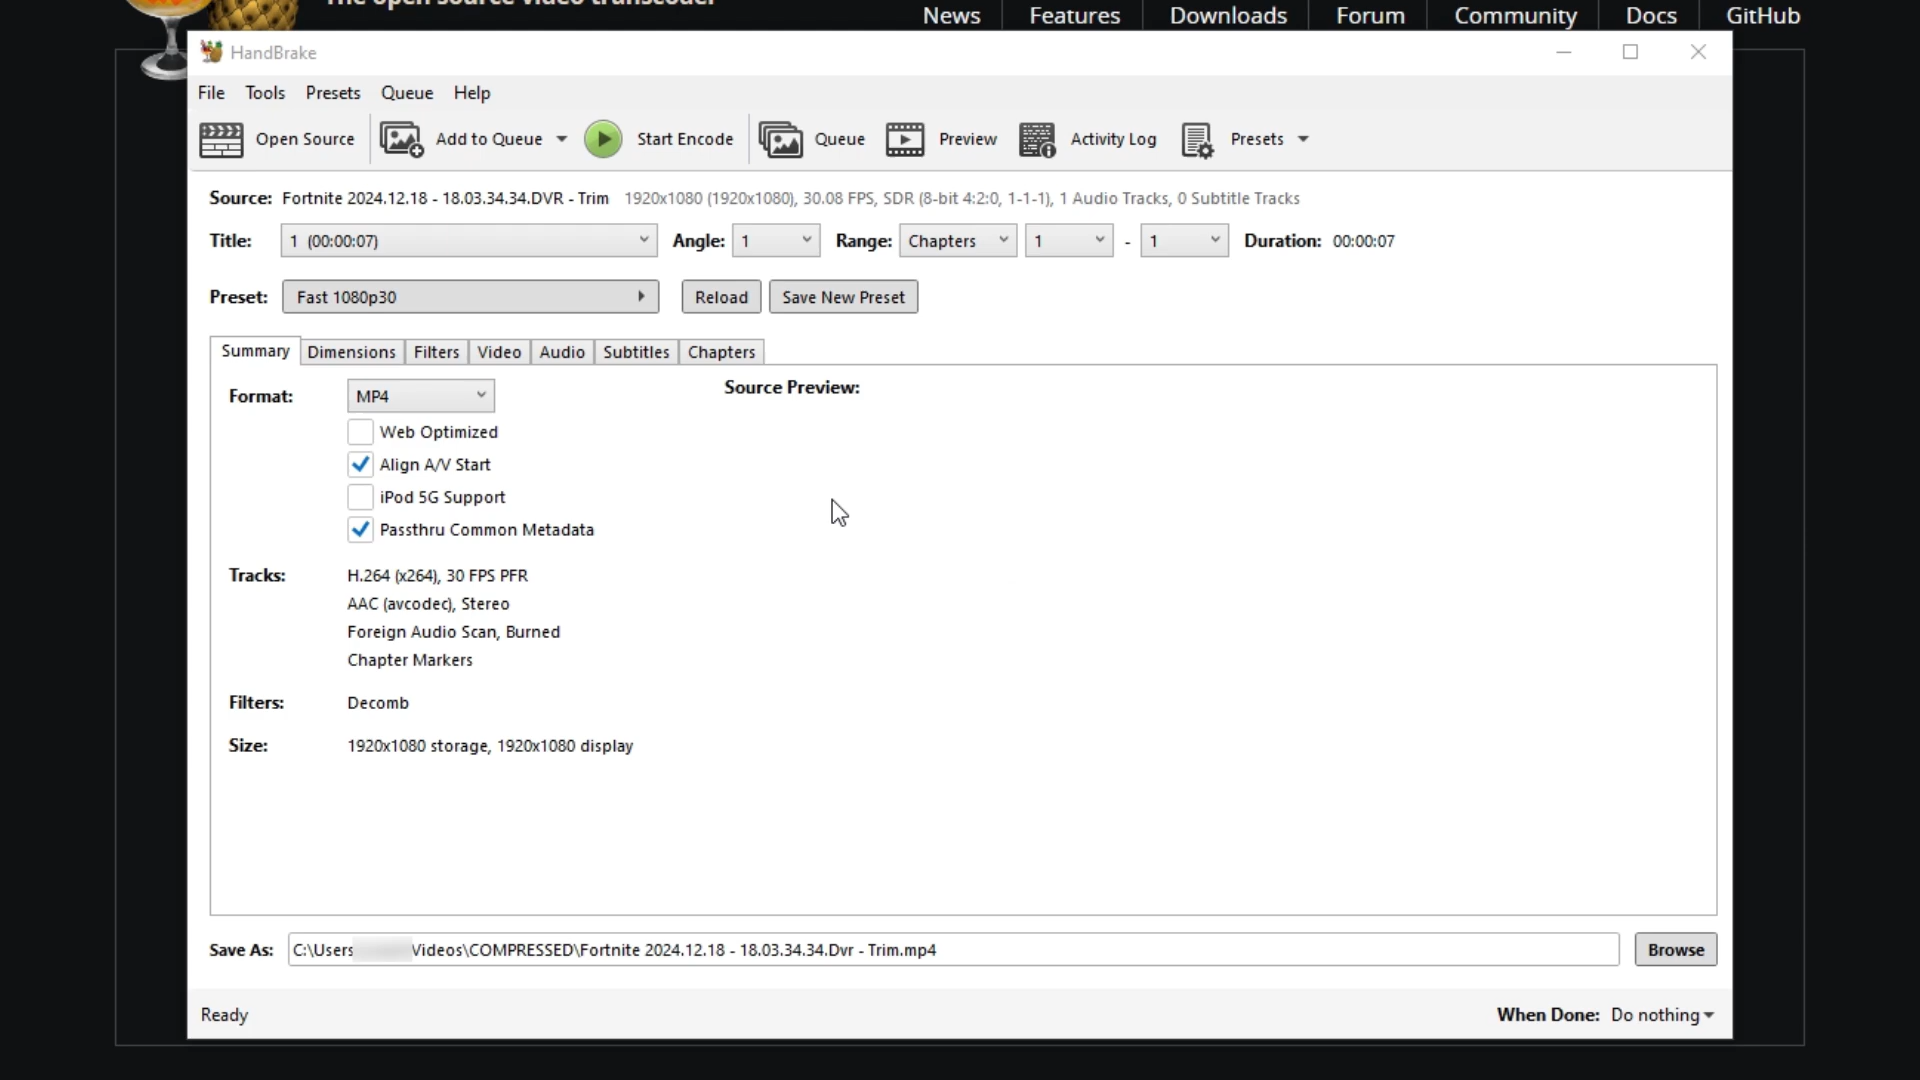 The open source video transcoder
News Features Downloads Forum Community Docs GitHub
HandBrake
File Tools Presets Queue Help
Open Source Add to Queue Start Encode Queue Preview Activity Log Presets
Source: Fortnite 2024.12.18 - 18.03.34.34.DVR - Trim 1920x1080 (1920x1080), 30.08 FPS, SDR (8-bit 4:2:0, 1-1-1), 1 Audio Tracks, 0 Subtitle Tracks
Title: 1 (00:00:07) Angle: 1 Range: Chapters 1 - 1 Duration: 00:00:07
Preset: Fast 1080p30 Reload Save New Preset
Summary Dimensions Filters Video Audio Subtitles Chapters
Format: MP4 Source Preview:
Web Optimized
Align A/V Start
iPod 5G Support
Passthru Common Metadata
Tracks: H.264 (x264), 30 FPS PFR
AAC (avcodec), Stereo
Foreign Audio Scan, Burned
Chapter Markers
Filters: Decomb
Size: 1920x1080 storage, 1920x1080 display
Save As: C:\Users Videos\COMPRESSED\Fortnite 2024.12.18 - 18.03.34.34.Dvr - Trim.mp4 Browse
Ready When Done: Do nothing